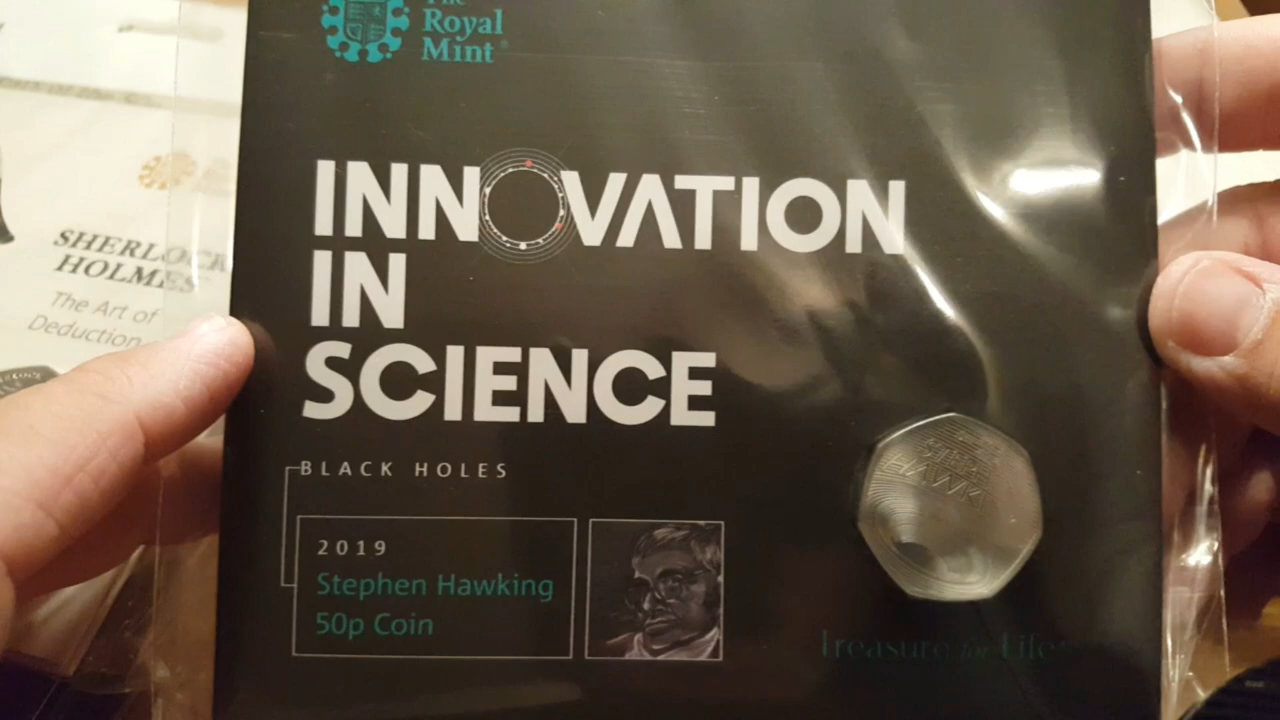 The
Royal
Mint
INNOVATION
IN
SCIENCE
BLACK HOLES
2019
Stephen Hawking
50p Coin
Treasure for Life
SHERLOCK
HOLMES
The Art of
Deduction